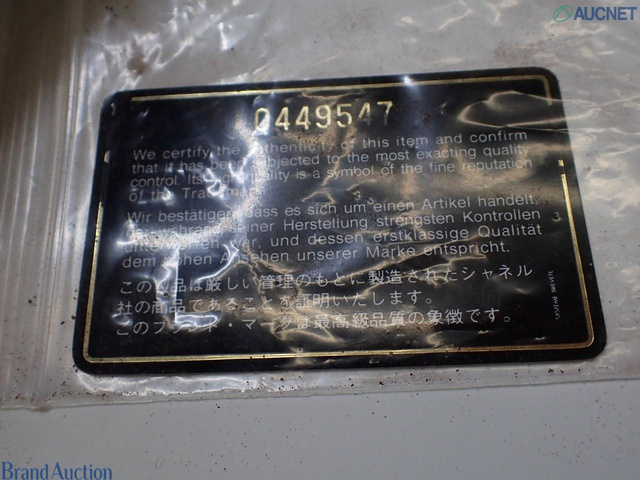 AUCNET
0449547
We certify the authenticity of this item and confirm
that it has been subjected to the most exacting quality
control. Its quality is a symbol of the fine reputation
of the Trademark
Wir bestätigen, dass es sich um einen Artikel handelt,
der während seiner Herstellung strengsten Kontrollen
unterworfen war, und dessen erstklassige Qualität
dem hohen Ansehen unserer Marke entspricht.
この製品は厳しい管理のもとに製造されたシャネル
社の商品であることを証明いたします。
このブランド・マークは最高級品質の象徴です。
Brand Auction